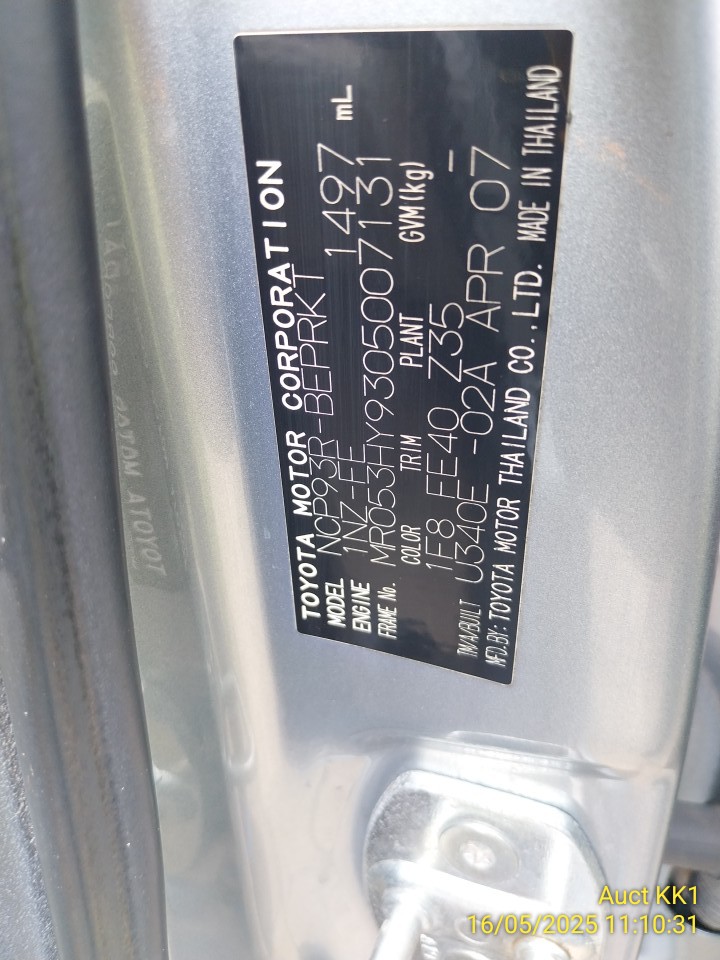 TOYOTA MOTOR CORPORATION
MODEL NCP93R-BEPRKT
ENGINE 1NZ-FE 1497 mL
FRAME No. MR053HY9305007131
COLOR TRIM PLANT GVM(kg)
1F8 FE40 Z35 –
T/M/A/BUILT U340E -02A APR 07
MFD.BY: TOYOTA MOTOR THAILAND CO.,LTD. MADE IN THAILAND
Auct KK1
16/05/2025 11:10:31